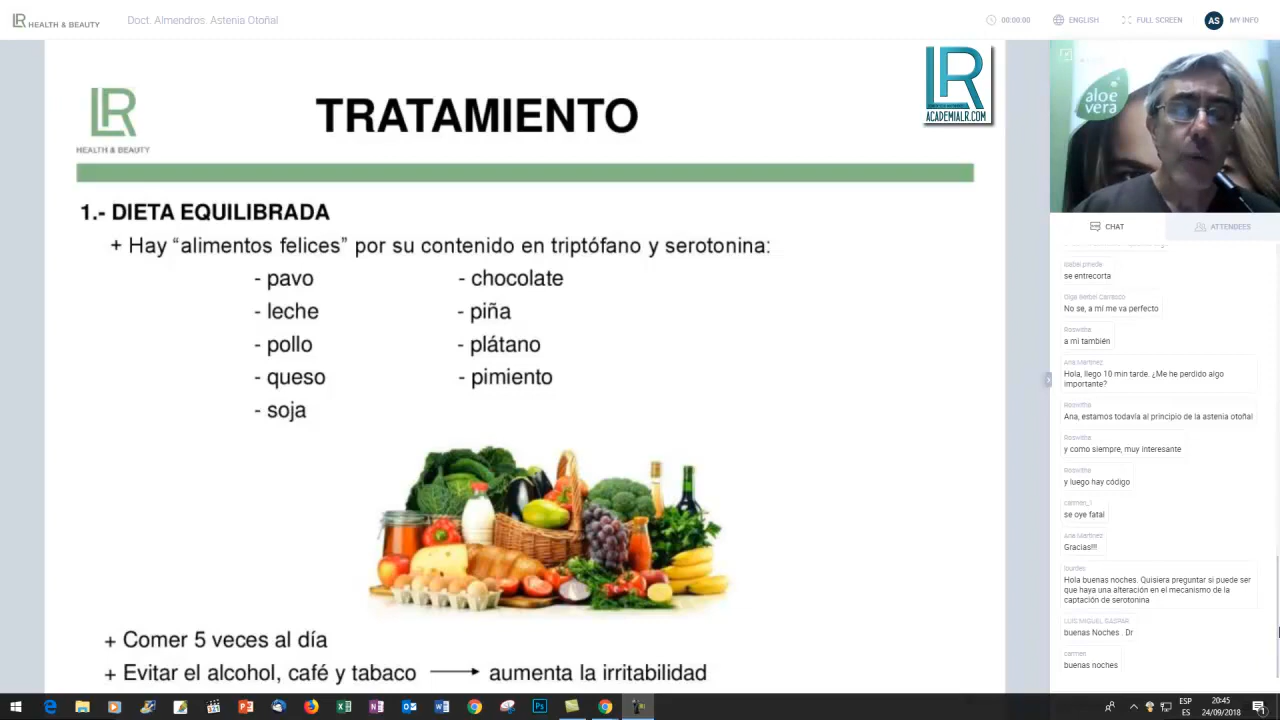 LR HEALTH & BEAUTY
Doct. Almendros. Astenia Otoñal
00:00:00
ENGLISH
FULL SCREEN
AS
MY INFO
LR
HEALTH & BEAUTY
TRATAMIENTO
LR
ACADEMIALR.COM
1.- DIETA EQUILIBRADA
+ Hay “alimentos felices” por su contenido en triptófano y serotonina:
- pavo
- chocolate
- leche
- piña
- pollo
- plátano
- queso
- pimiento
- soja
+ Comer 5 veces al día
+ Evitar el alcohol, café y tabaco → aumenta la irritabilidad
aloe
vera
CHAT
ATTENDEES
se entrecorta
No se, a mí me va perfecto
Roswitha
a mi también
Ana Martinez
Hola, llego 10 min tarde. ¿Me he perdido algo
importante?
Roswitha
Ana, estamos todavía al principio de la astenia otoñal
Roswitha
y como siempre, muy interesante
Roswitha
y luego hay código
carmen_1
se oye fatal
Ana Martinez
Gracias!!!
lourdes
Hola buenas noches. Quisiera preguntar si puede ser
que haya una alteración en el mecanismo de la
captación de serotonina
LUIS MIGUEL GASPAR
buenas Noches . Dr
carmen
buenas noches
ESP
ES
20:45
24/09/2018